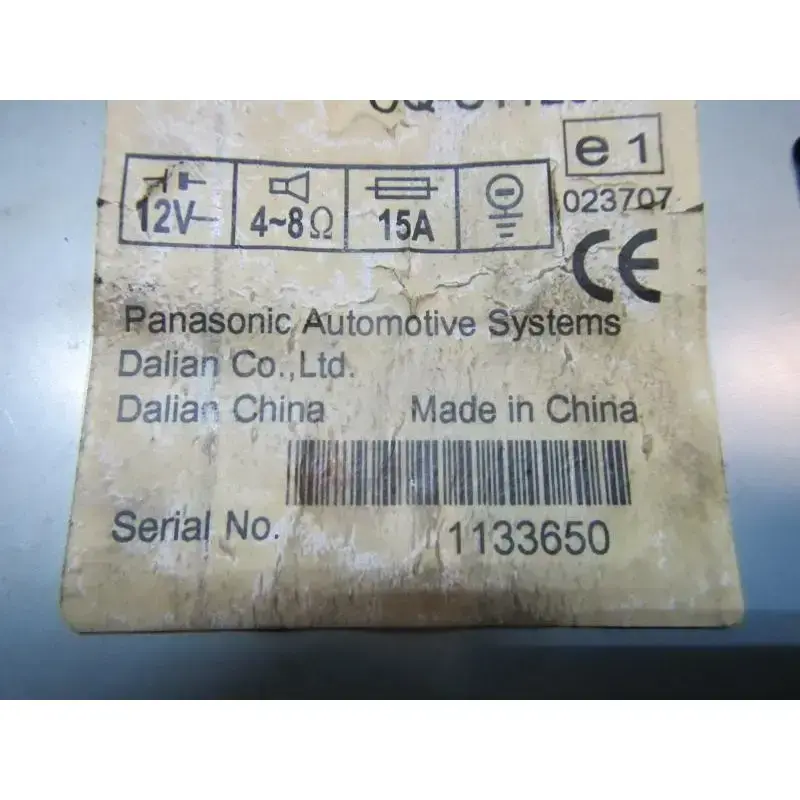 e 1
12V 4~8Ω 15A
023707
CE
Panasonic Automotive Systems
Dalian Co.,Ltd.
Dalian China Made in China
Serial No. 1133650